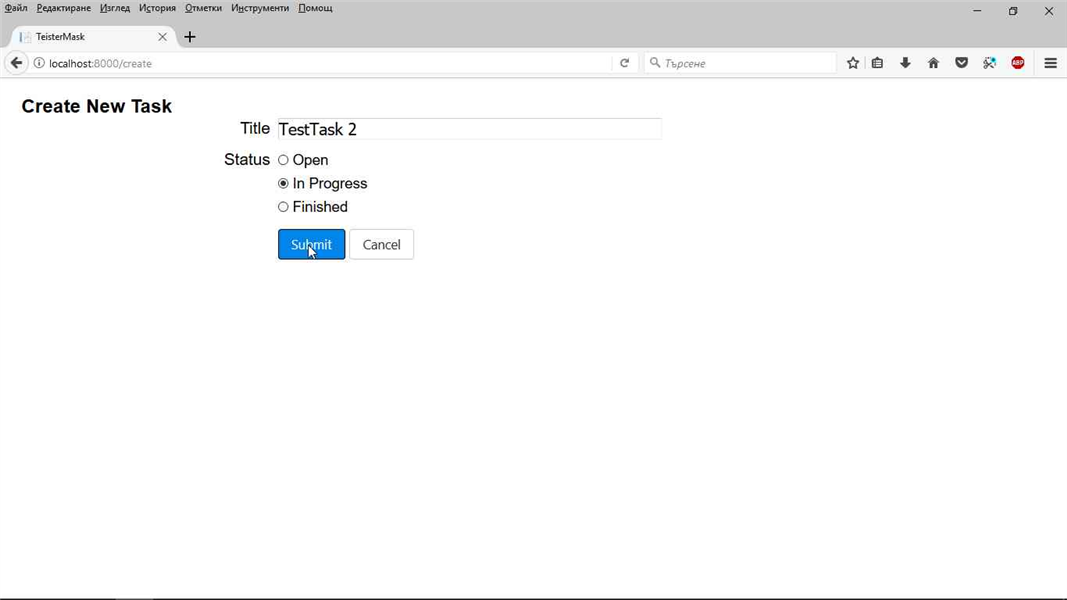 Файл Редактиране Изглед История Отметки Инструменти Помощ
TeisterMask
localhost:8000/create
Търсене
ABP
Create New Task
Title TestTask 2
Status Open
In Progress
Finished
Submit Cancel